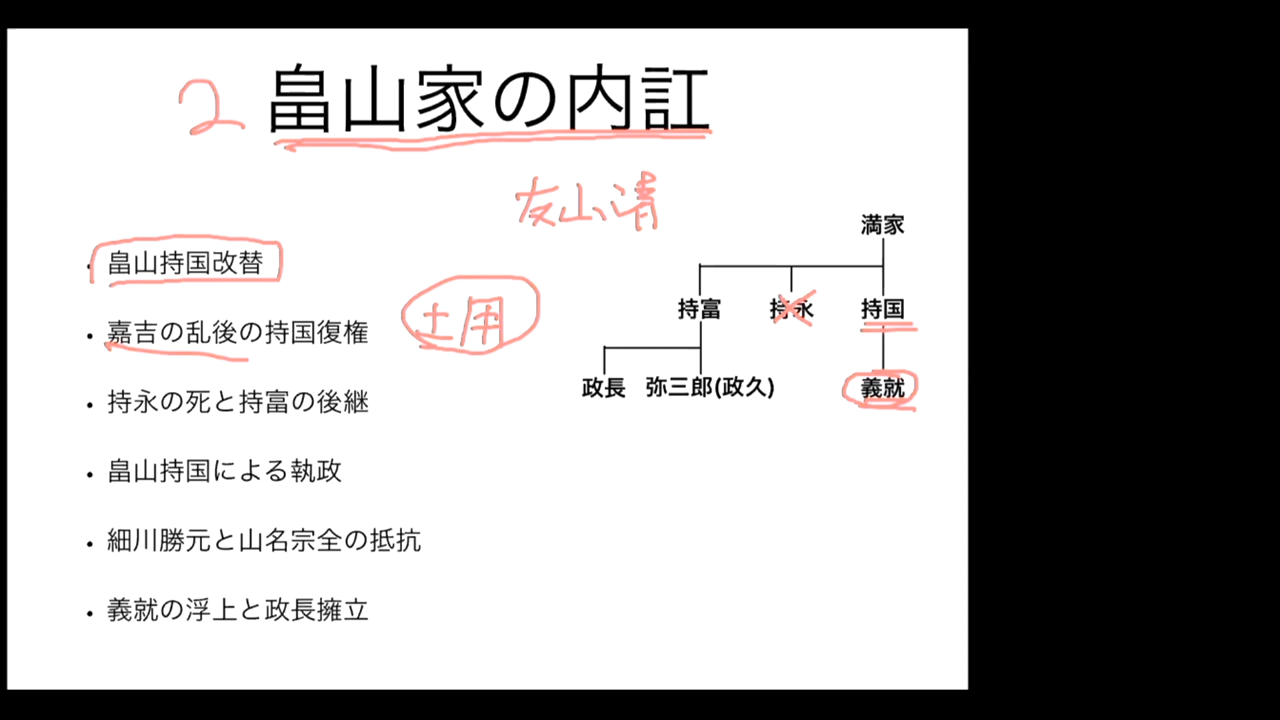 2 畠山家の内訌
友山清
・畠山持国改替
・嘉吉の乱後の持国復権
土用
・持永の死と持富の後継
・畠山持国による執政
・細川勝元と山名宗全の抵抗
・義就の浮上と政長擁立
満家
持富 持永 持国
政長 弥三郎(政久) 義就